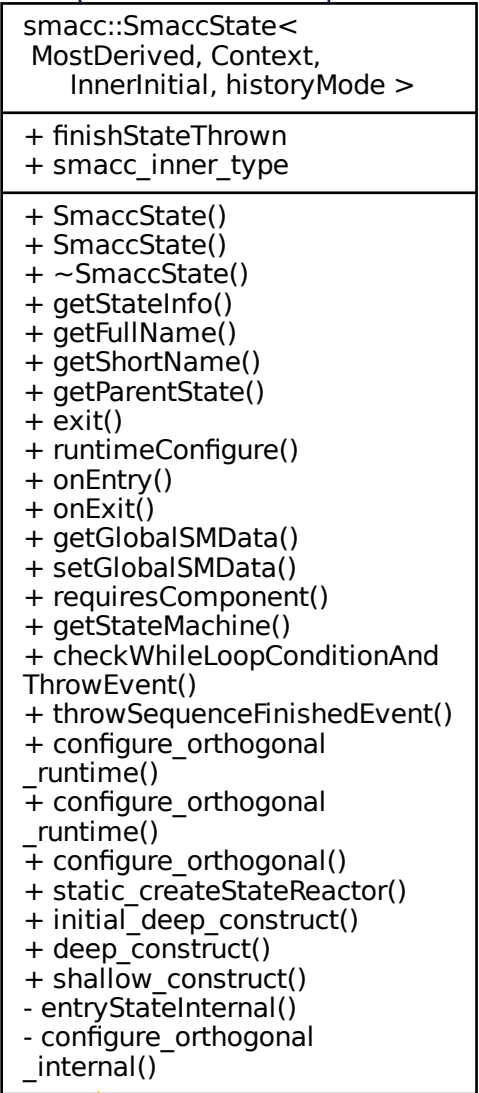 smacc::SmaccState<
MostDerived, Context,
InnerInitial, historyMode >
+ finishStateThrown
+ smacc_inner_type
+ SmaccState()
+ SmaccState()
+ ~SmaccState()
+ getStateInfo()
+ getFullName()
+ getShortName()
+ getParentState()
+ exit()
+ runtimeConfigure()
+ onEntry()
+ onExit()
+ getGlobalSMData()
+ setGlobalSMData()
+ requiresComponent()
+ getStateMachine()
+ checkWhileLoopConditionAnd
ThrowEvent()
+ throwSequenceFinishedEvent()
+ configure_orthogonal
_runtime()
+ configure_orthogonal
_runtime()
+ configure_orthogonal()
+ static_createStateReactor()
+ initial_deep_construct()
+ deep_construct()
+ shallow_construct()
- entryStateInternal()
- configure_orthogonal
_internal()